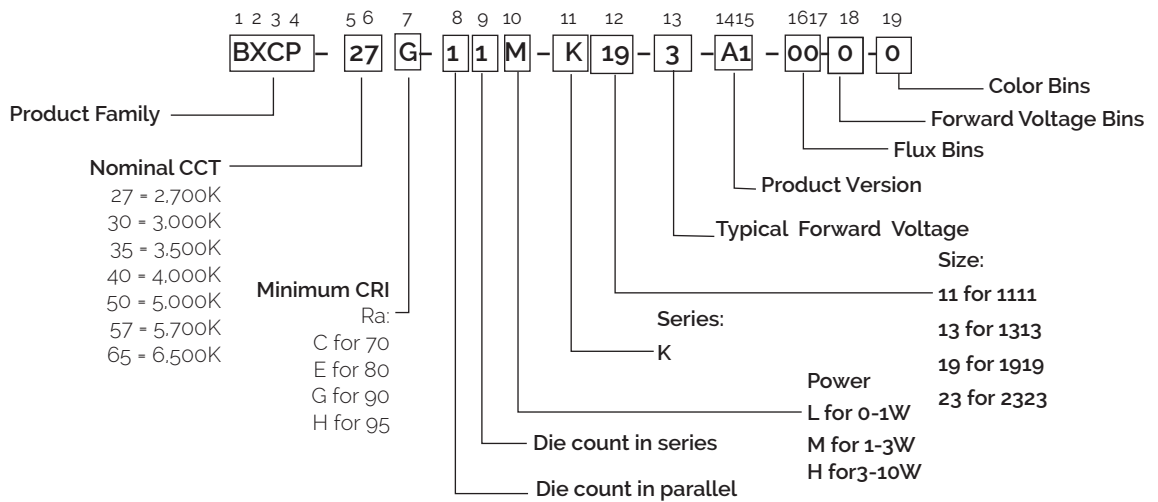 1 2 3 4 5 6 7 8 9 10 11 12 13 1415 1617 18 19
BXCP – 27 G – 1 1 M – K 19 – 3 – A1 – 00 – 0 – 0
Product Family
Color Bins
Forward Voltage Bins
Flux Bins
Product Version
Typical Forward Voltage
Nominal CCT
27 = 2,700K
30 = 3,000K
35 = 3,500K
40 = 4,000K
50 = 5,000K
57 = 5,700K
65 = 6,500K
Minimum CRI
Ra:
C for 70
E for 80
G for 90
H for 95
Size:
11 for 1111
13 for 1313
19 for 1919
23 for 2323
Series:
K
Power
L for 0-1W
M for 1-3W
H for3-10W
Die count in series
Die count in parallel